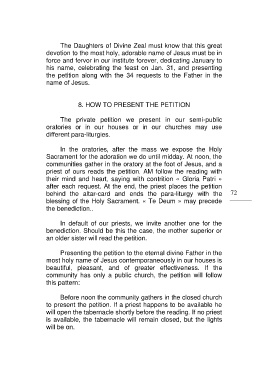 The Daughters of Divine Zeal must know that this great
devotion to the most holy, adorable name of Jesus must be in
force and fervor in our institute forever, dedicating January to
his name, celebrating the feast on Jan. 31, and presenting
the petition along with the 34 requests to the Father in the
name of Jesus.
8. HOW TO PRESENT THE PETITION
The private petition we present in our semi-public
oratories or in our houses or in our churches may use
different para-liturgies.
In the oratories, after the mass we expose the Holy
Sacrament for the adoration we do until midday. At noon, the
communities gather in the oratory at the foot of Jesus, and a
priest of ours reads the petition. AM follow the reading with
their mind and heart, saying with contrition « Gloria Patri »
after each request. At the end, the priest places the petition
behind the altar-card and ends the para-liturgy with the
72
blessing of the Holy Sacrament. « Te Deum » may precede
the benediction..
In default of our priests, we invite another one for the
benediction. Should be this the case, the mother superior or
an older sister will read the petition.
Presenting the petition to the eternal divine Father in the
most holy name of Jesus contemporaneously in our houses is
beautiful, pleasant, and of greater effectiveness. If the
community has only a public church, the petition will follow
this pattern:
Before noon the community gathers in the closed church
to present the petition. If a priest happens to be available he
will open the tabernacle shortly before the reading. If no priest
is available, the tabernacle will remain closed, but the lights
will be on.